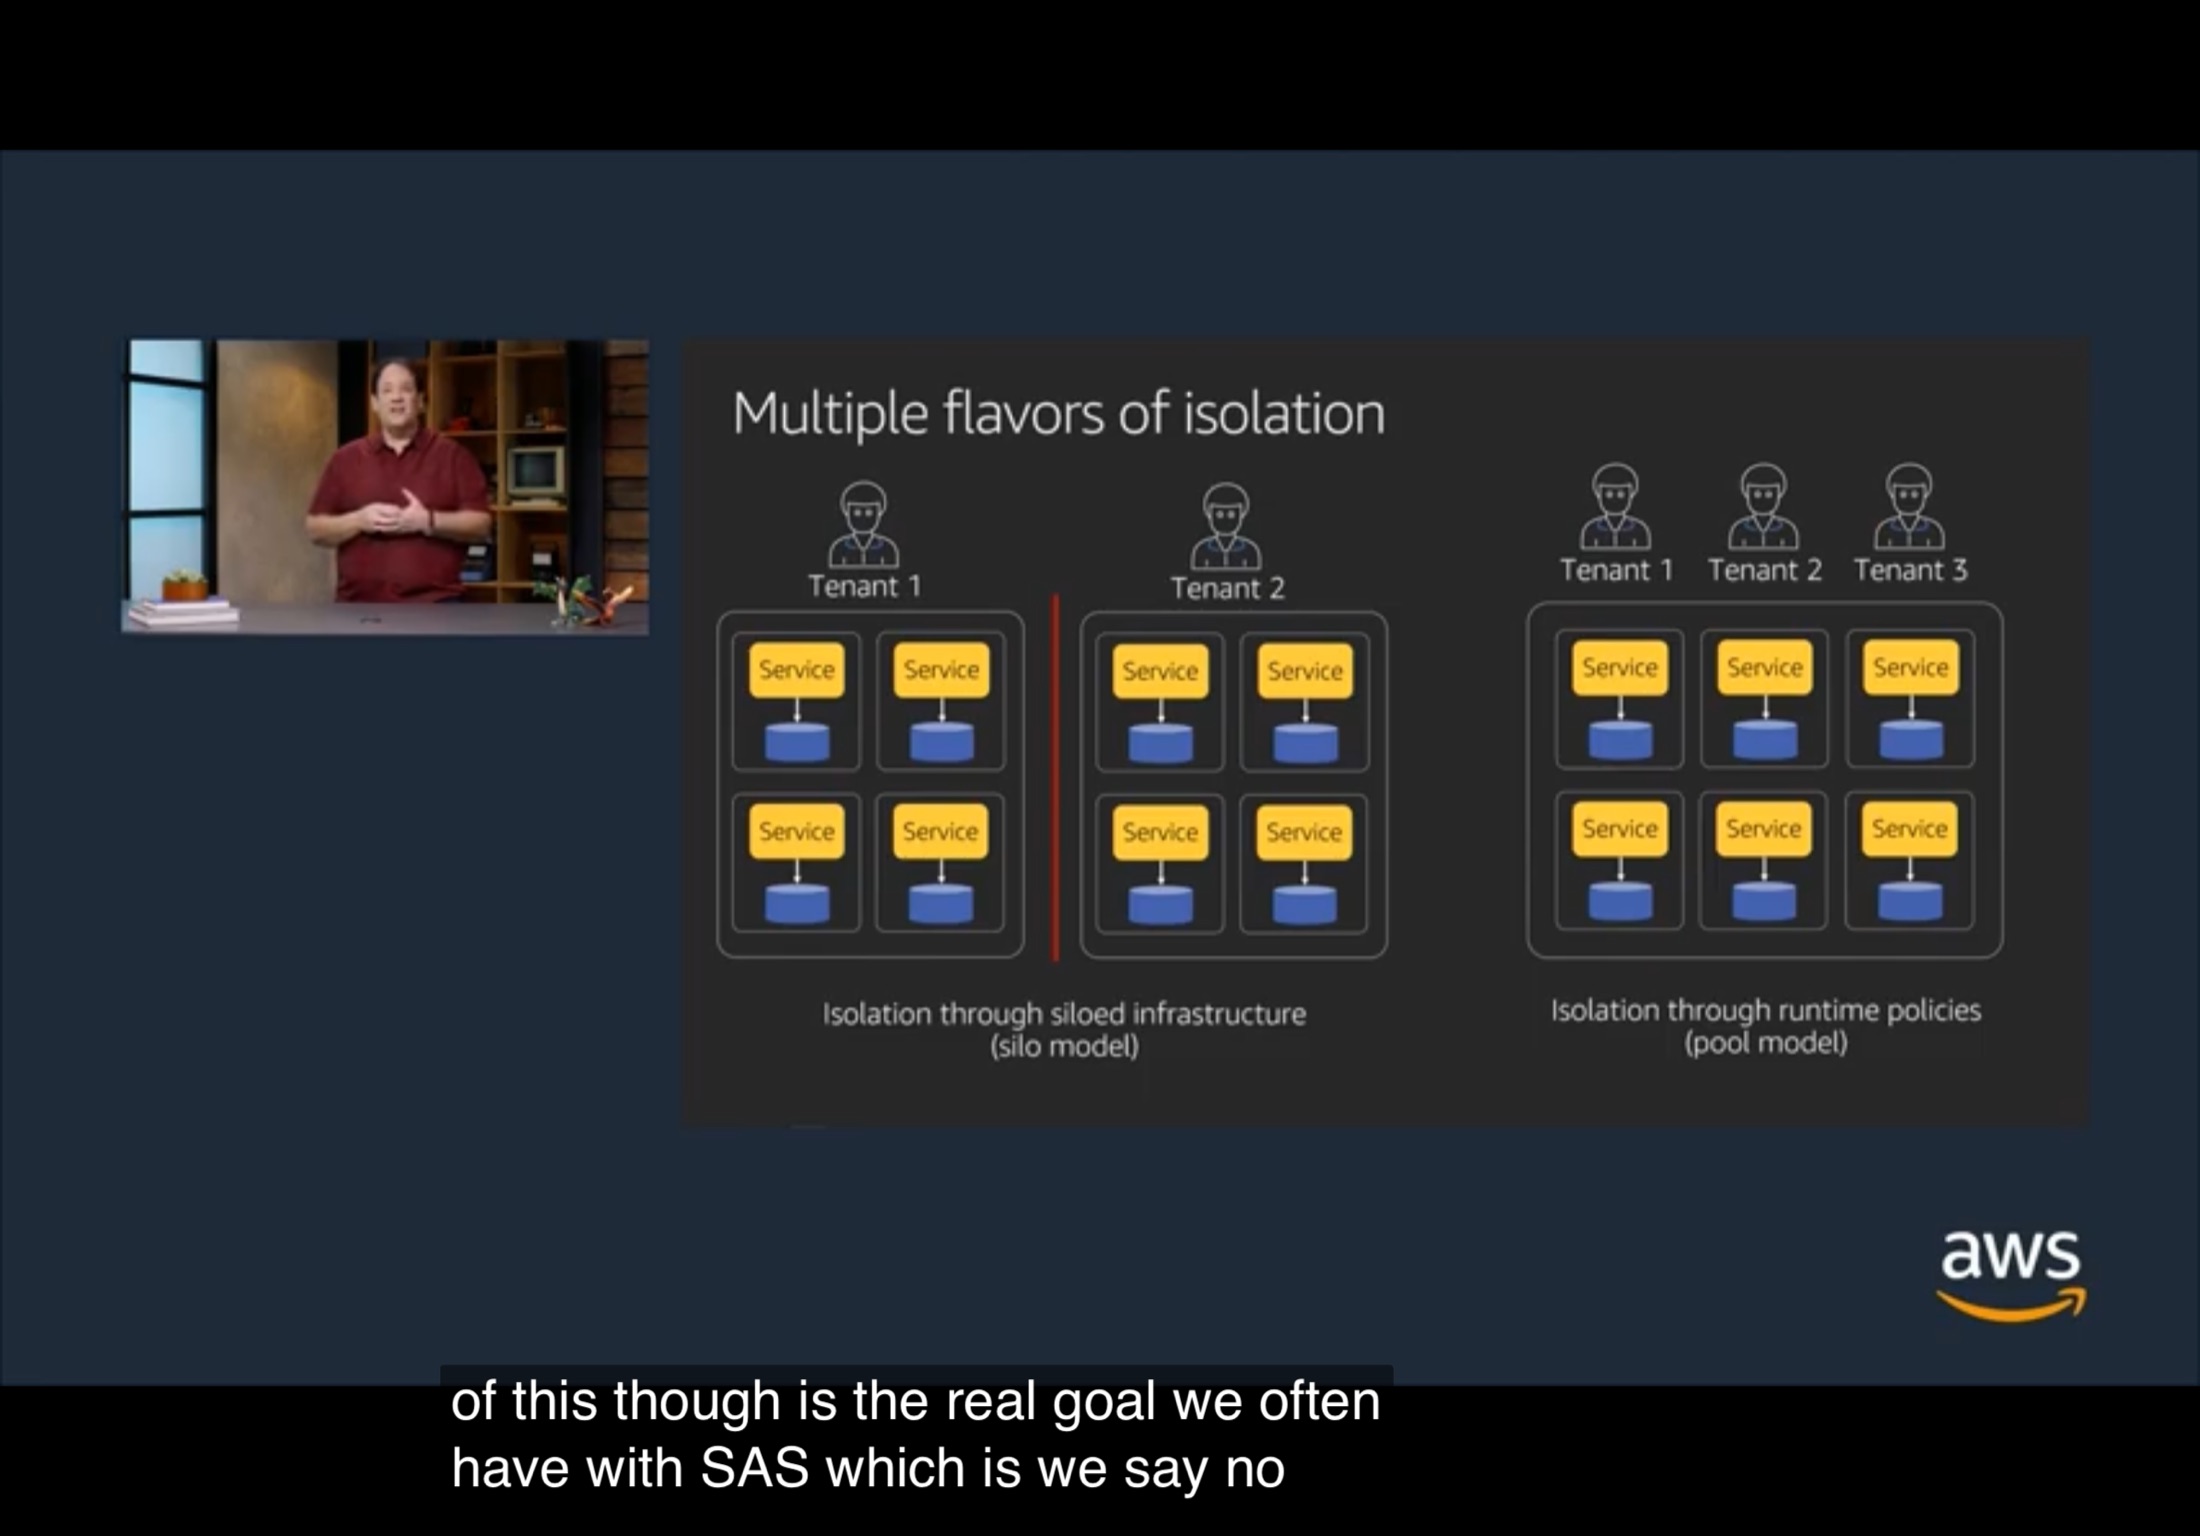 Multiple flavors of isolation
Tenant 1
Tenant 2
Service Service
Service Service
Service Service
Service Service
Isolation through siloed infrastructure
(silo model)
Tenant 1 Tenant 2 Tenant 3
Service Service Service
Service Service Service
Isolation through runtime policies
(pool model)
aws
of this though is the real goal we often
have with SAS which is we say no